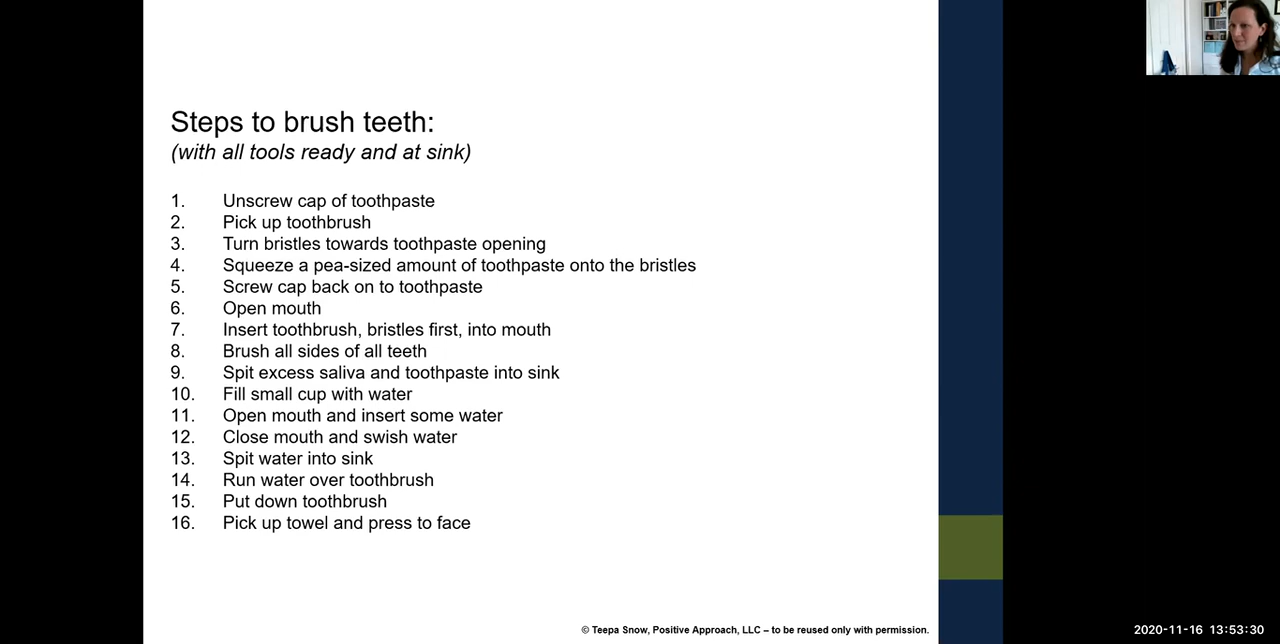 Steps to brush teeth:
(with all tools ready and at sink)
1. Unscrew cap of toothpaste
2. Pick up toothbrush
3. Turn bristles towards toothpaste opening
4. Squeeze a pea-sized amount of toothpaste onto the bristles
5. Screw cap back on to toothpaste
6. Open mouth
7. Insert toothbrush, bristles first, into mouth
8. Brush all sides of all teeth
9. Spit excess saliva and toothpaste into sink
10. Fill small cup with water
11. Open mouth and insert some water
12. Close mouth and swish water
13. Spit water into sink
14. Run water over toothbrush
15. Put down toothbrush
16. Pick up towel and press to face
© Teepa Snow, Positive Approach, LLC – to be reused only with permission.
2020-11-16 13:53:30